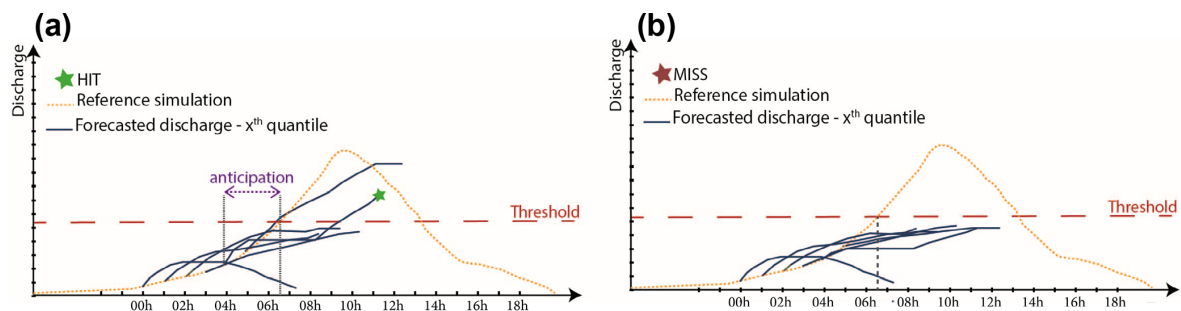 (a)
Discharge
HIT
Reference simulation
Forecasted discharge - xth quantile
anticipation
Threshold
00h 02h 04h 06h 08h 10h 12h 14h 16h 18h
(b)
Discharge
MISS
Reference simulation
Forecasted discharge - xth quantile
Threshold
00h 02h 04h 06h 08h 10h 12h 14h 16h 18h